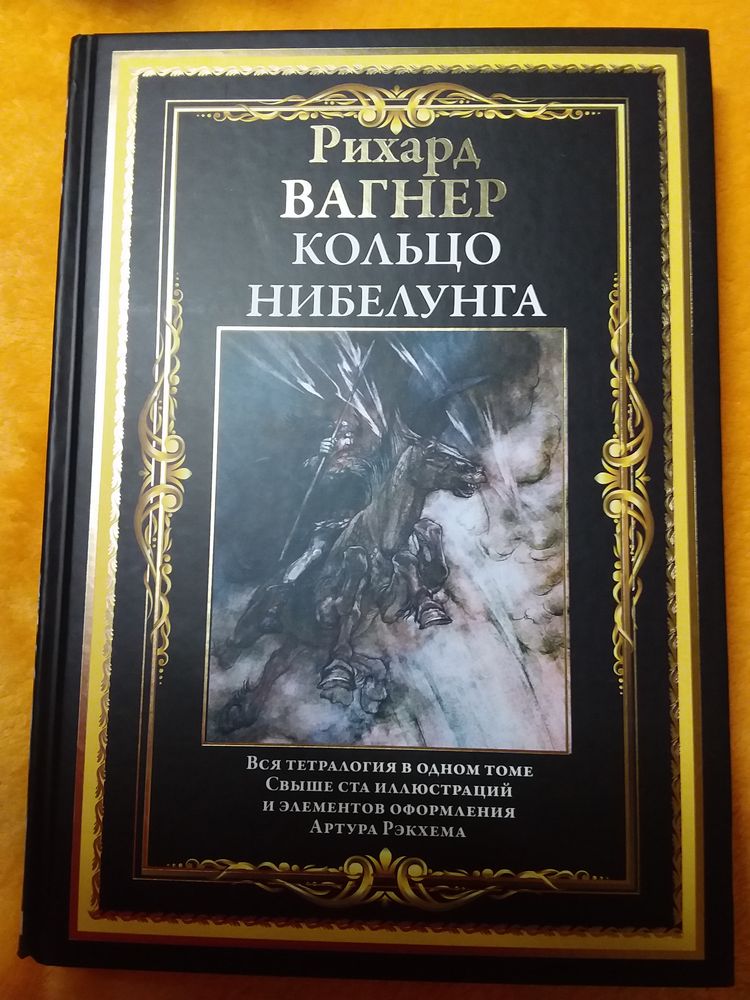 Рихард
ВАГНЕР
КОЛЬЦО
НИБЕЛУНГА
ВСЯ ТЕТРАЛОГИЯ В ОДНОМ ТОМЕ
СВЫШЕ СТА ИЛЛЮСТРАЦИЙ
И ЭЛЕМЕНТОВ ОФОРМЛЕНИЯ
АРТУРА РЭКХЕМА